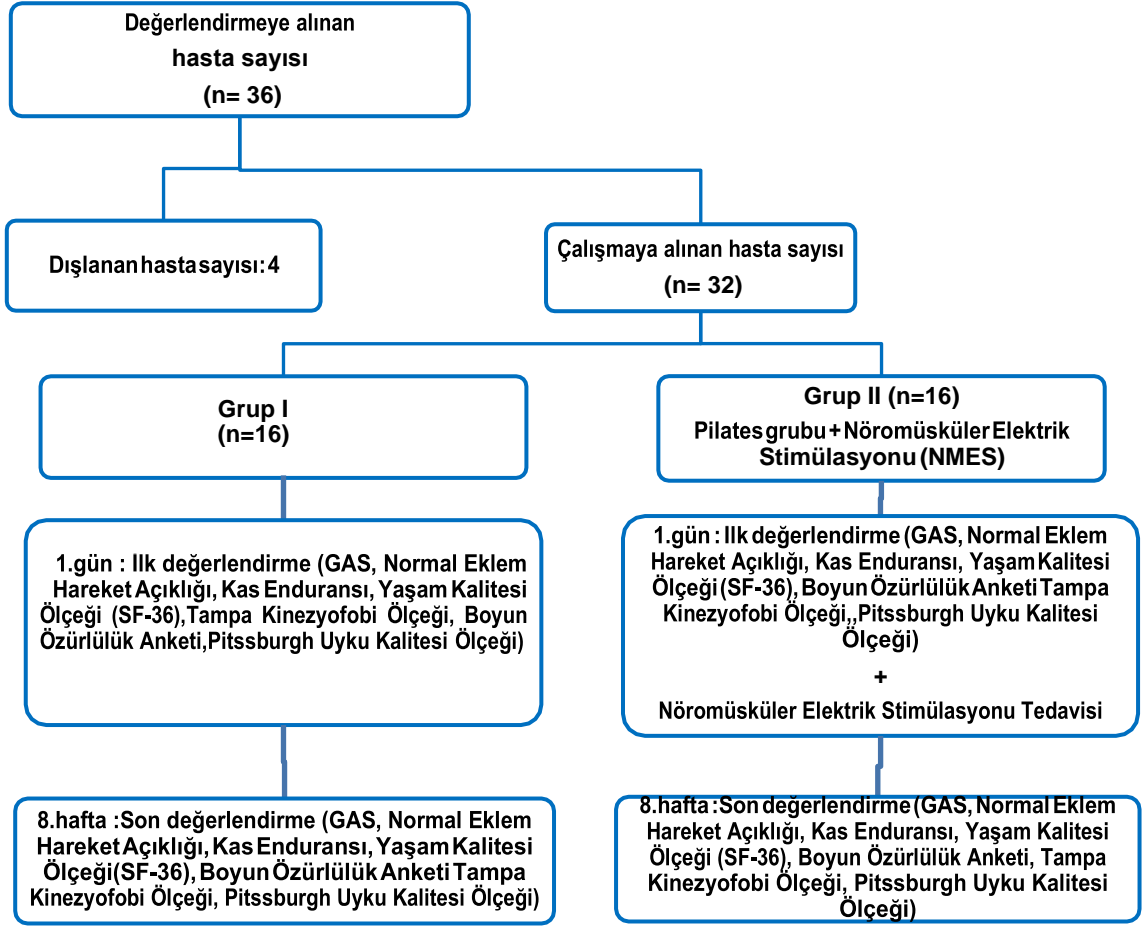 Değerlendirmeye alınan
hasta sayısı
(n= 36)
Dışlanan hasta sayısı: 4
Çalışmaya alınan hasta sayısı
(n= 32)
Grup I
(n=16)
Grup II (n=16)
Pilates grubu + Nöromüsküler Elektrik
Stimülasyonu (NMES)
1.gün : Ilk değerlendirme (GAS, Normal Eklem
Hareket Açıklığı, Kas Enduransı, Yaşam Kalitesi
Ölçeği (SF-36),Tampa Kinezyofobi Ölçeği, Boyun
Özürlülük Anketi,Pitssburgh Uyku Kalitesi Ölçeği)
1.gün : Ilk değerlendirme (GAS, Normal Eklem
Hareket Açıklığı, Kas Enduransı, Yaşam Kalitesi
Ölçeği (SF-36), Boyun Özürlülük Anketi Tampa
Kinezyofobi Ölçeği,,Pitssburgh Uyku Kalitesi
Ölçeği)
+
Nöromüsküler Elektrik Stimülasyonu Tedavisi
8.hafta :Son değerlendirme (GAS, Normal Eklem
Hareket Açıklığı, Kas Enduransı, Yaşam Kalitesi
Ölçeği(SF-36), Boyun Özürlülük Anketi Tampa
Kinezyofobi Ölçeği, Pitssburgh Uyku Kalitesi Ölçeği)
8.hafta :Son değerlendirme (GAS, Normal Eklem
Hareket Açıklığı, Kas Enduransı, Yaşam Kalitesi
Ölçeği (SF-36), Boyun Özürlülük Anketi, Tampa
Kinezyofobi Ölçeği, Pitssburgh Uyku Kalitesi
Ölçeği)